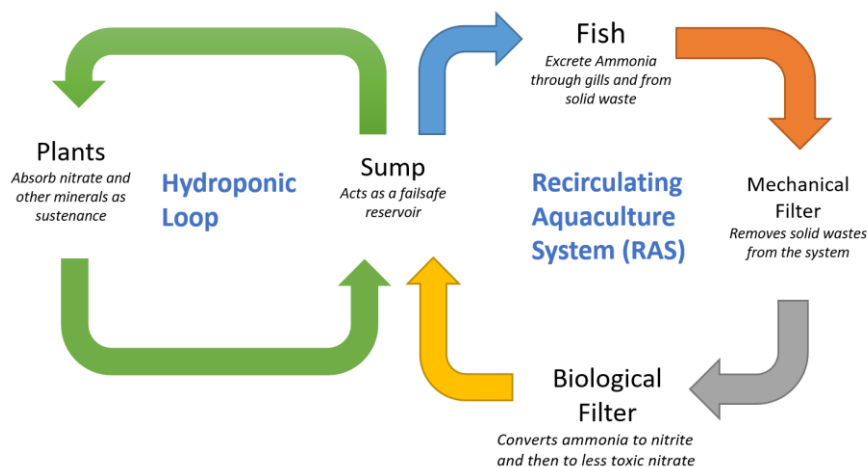 Fish
Excrete Ammonia
through gills and from
solid waste
Plants
Absorb nitrate and
other minerals as
sustenance
Hydroponic
Loop
Sump
Acts as a failsafe
reservoir
Recirculating
Aquaculture
System (RAS)
Mechanical
Filter
Removes solid wastes
from the system
Biological
Filter
Converts ammonia to nitrite
and then to less toxic nitrate